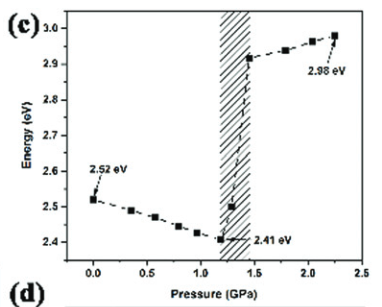 (c)
3.0
2.9
2.8
2.7
2.6
2.5
2.4
Energy (eV)
2.98 eV
2.52 eV
2.41 eV
0.0 0.5 1.0 1.5 2.0 2.5
Pressure (GPa)
(d)